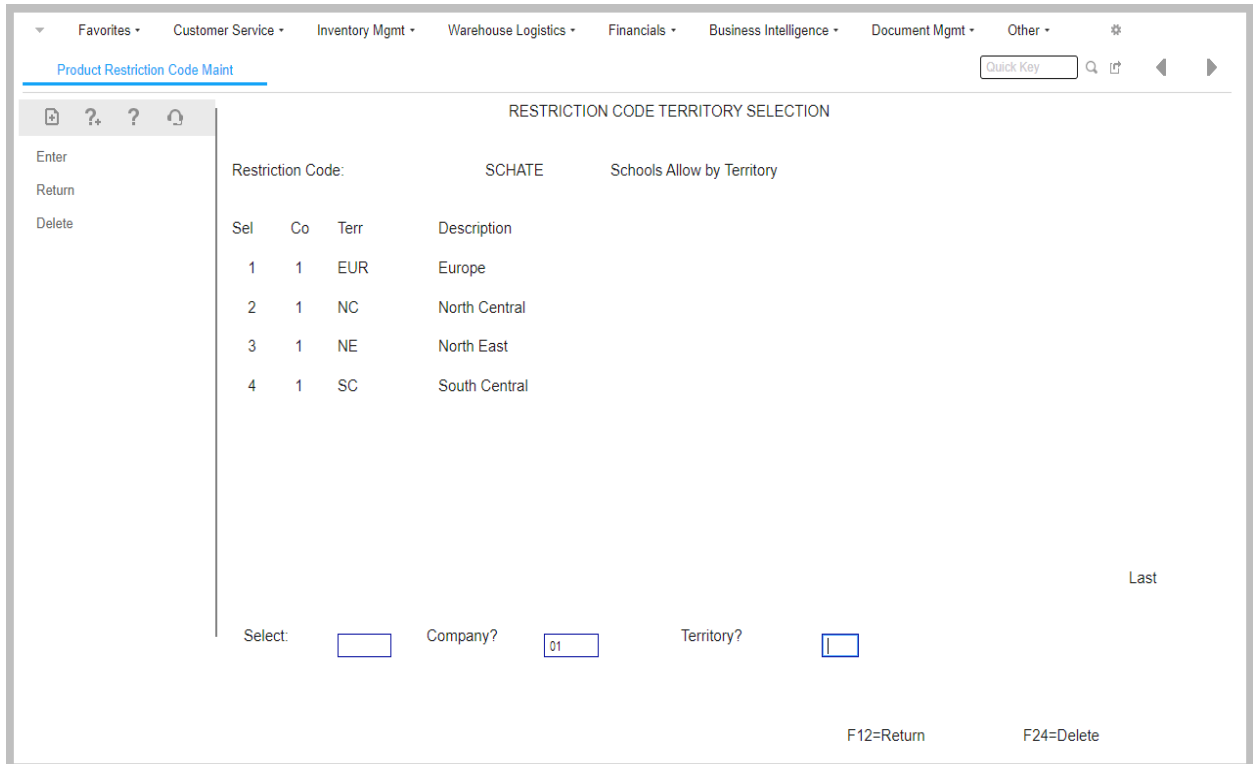 Favorites Customer Service Inventory Mgmt Warehouse Logistics Financials Business Intelligence Document Mgmt Other
Product Restriction Code Maint Quick Key
RESTRICTION CODE TERRITORY SELECTION
Enter
Return
Delete
Restriction Code: SCHATE Schools Allow by Territory
Sel Co Terr Description
1 1 EUR Europe
2 1 NC North Central
3 1 NE North East
4 1 SC South Central
Last
Select: Company? 01 Territory?
F12=Return F24=Delete